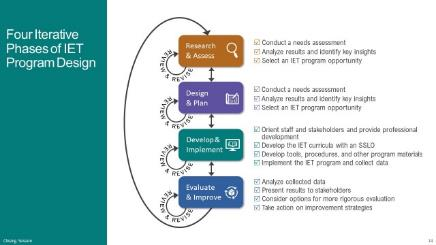 Four Iterative
Phases of IET
Program Design
Research
& Assess
REVIEW & REVISE
Conduct a needs assessment
Analyze results and identify key insights
Select an IET program opportunity
Design
& Plan
REVIEW & REVISE
Conduct a needs assessment
Analyze results and identify key insights
Select an IET program opportunity
Develop &
Implement
REVIEW & REVISE
Orient staff and stakeholders and provide professional
development
Develop the IET curricula with an SSLO
Develop tools, procedures, and other program materials
Implement the IET program and collect data
Evaluate
& Improve
REVIEW & REVISE
Analyze collected data
Present results to stakeholders
Consider options for more rigorous evaluation
Take action on improvement strategies